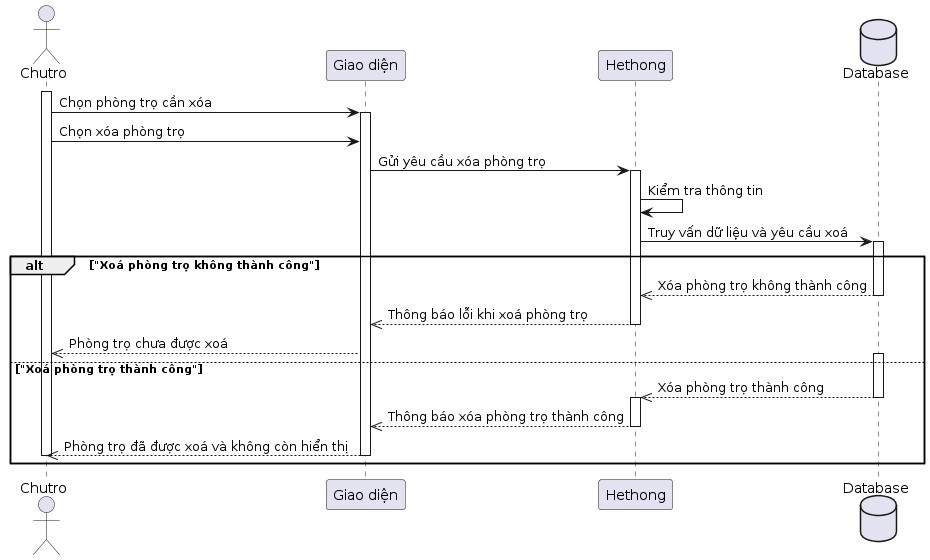 Chutro
Giao diện
Hethong
Database
Chọn phòng trọ cần xóa
Chọn xóa phòng trọ
Gửi yêu cầu xóa phòng trọ
Kiểm tra thông tin
Truy vấn dữ liệu và yêu cầu xoá
alt
["Xoá phòng trọ không thành công"]
Xóa phòng trọ không thành công
Thông báo lỗi khi xoá phòng trọ
Phòng trọ chưa được xoá
["Xoá phòng trọ thành công"]
Xóa phòng trọ thành công
Thông báo xóa phòng trọ thành công
Phòng trọ đã được xoá và không còn hiển thị
Chutro
Giao diện
Hethong
Database